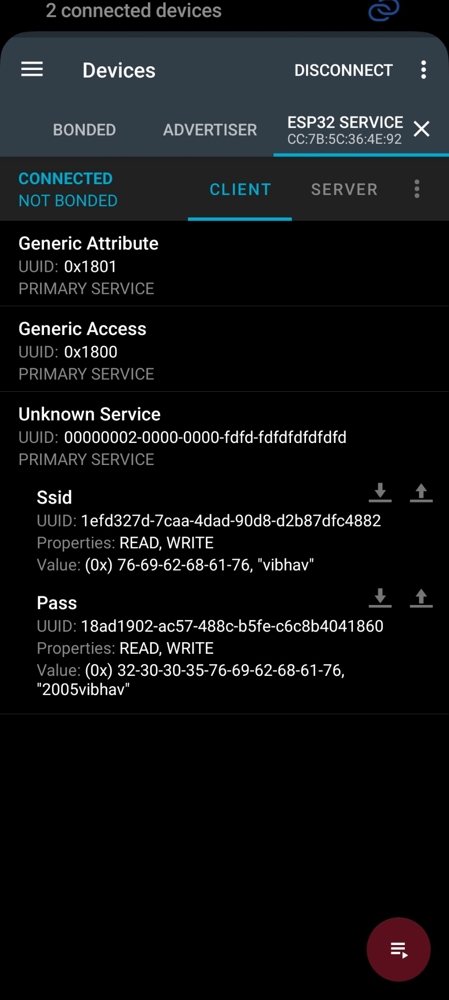 2 connected devices
Devices
DISCONNECT
BONDED
ADVERTISER
ESP32 SERVICE
CC:7B:5C:36:4E:92
CONNECTED
NOT BONDED
CLIENT
SERVER
Generic Attribute
UUID: 0x1801
PRIMARY SERVICE
Generic Access
UUID: 0x1800
PRIMARY SERVICE
Unknown Service
UUID: 00000002-0000-0000-fdfd-fdfdfdfdfdfd
PRIMARY SERVICE
Ssid
UUID: 1efd327d-7caa-4dad-90d8-d2b87dfc4882
Properties: READ, WRITE
Value: (0x) 76-69-62-68-61-76, "vibhav"
Pass
UUID: 18ad1902-ac57-488c-b5fe-c6c8b4041860
Properties: READ, WRITE
Value: (0x) 32-30-30-35-76-69-62-68-61-76,
"2005vibhav"